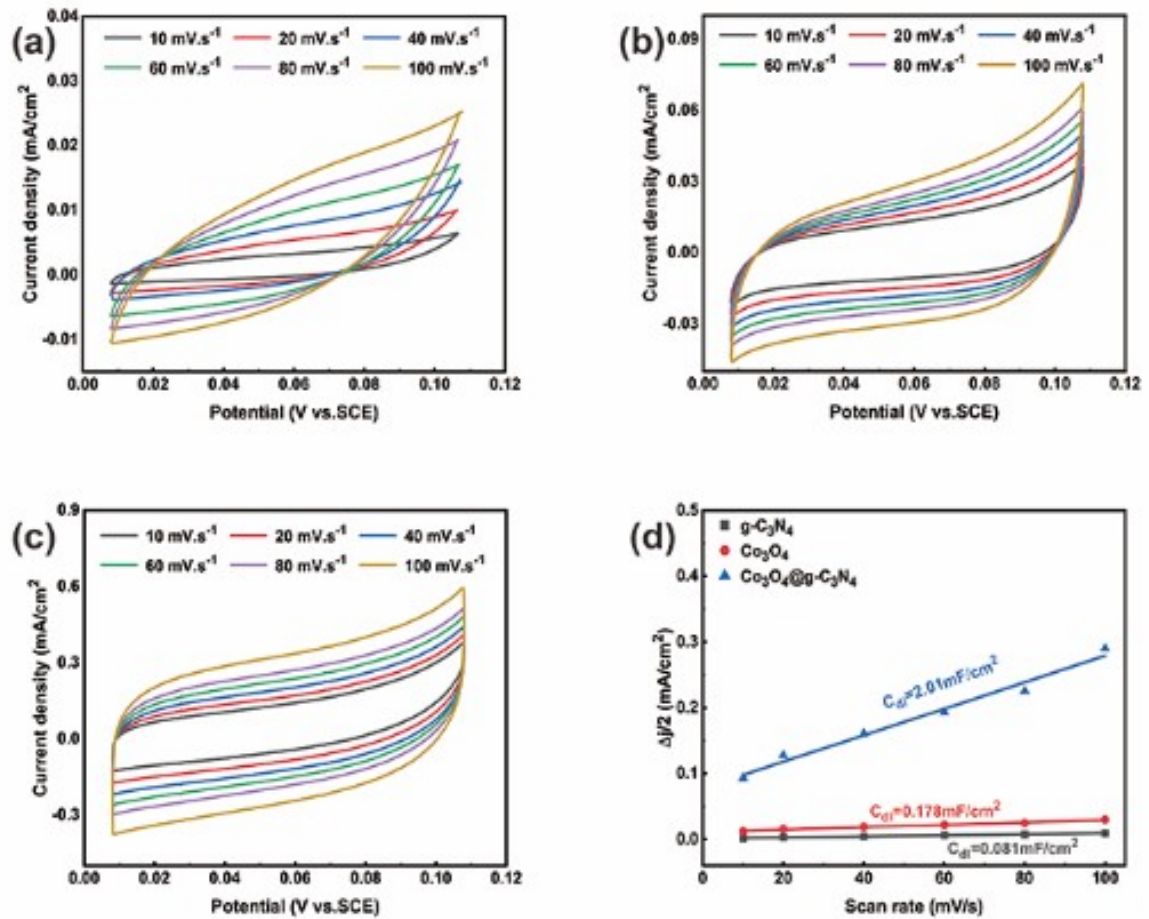 (a)
10 mV.s⁻¹ 20 mV.s⁻¹ 40 mV.s⁻¹
60 mV.s⁻¹ 80 mV.s⁻¹ 100 mV.s⁻¹
0.04
0.03
0.02
0.01
0.00
-0.01
Current density (mA/cm²)
0.00 0.02 0.04 0.06 0.08 0.10 0.12
Potential (V vs.SCE)
(b)
10 mV.s⁻¹ 20 mV.s⁻¹ 40 mV.s⁻¹
60 mV.s⁻¹ 80 mV.s⁻¹ 100 mV.s⁻¹
0.09
0.06
0.03
0.00
-0.03
Current density (mA/cm²)
0.00 0.02 0.04 0.06 0.08 0.10 0.12
Potential (V vs.SCE)
(c)
10 mV.s⁻¹ 20 mV.s⁻¹ 40 mV.s⁻¹
60 mV.s⁻¹ 80 mV.s⁻¹ 100 mV.s⁻¹
0.9
0.6
0.3
0.0
-0.3
Current density (mA/cm²)
0.00 0.02 0.04 0.06 0.08 0.10 0.12
Potential (V vs.SCE)
(d)
g-C₃N₄
Co₃O₄
Co₃O₄@g-C₃N₄
0.5
0.4
0.3
0.2
0.1
0.0
Δj/2 (mA/cm²)
C_dl=2.01mF/cm²
C_dl=0.178mF/cm²
C_dl=0.081mF/cm²
0 20 40 60 80 100
Scan rate (mV/s)